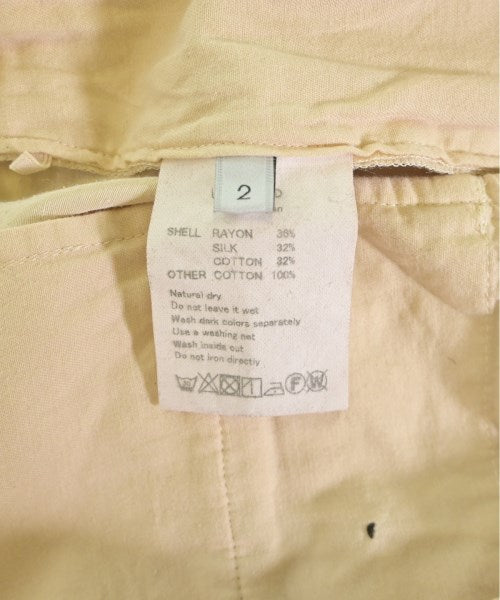 2
SHELL RAYON 36%
SILK 32%
COTTON 32%
OTHER COTTON 100%
Natural dry
Do not leave it wet
Wash dark colors separately
Use a washing net
Wash inside out
Do not iron directly
F W